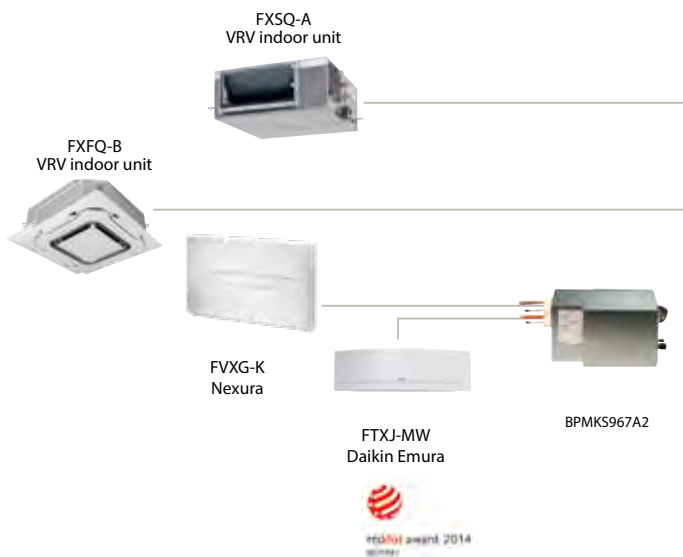 FXSQ-A
VRV indoor unit
FXFQ-B
VRV indoor unit
FVXG-K
Nexura
FTXJ-MW
Daikin Emura
BPMKS967A2
reddot award 2014